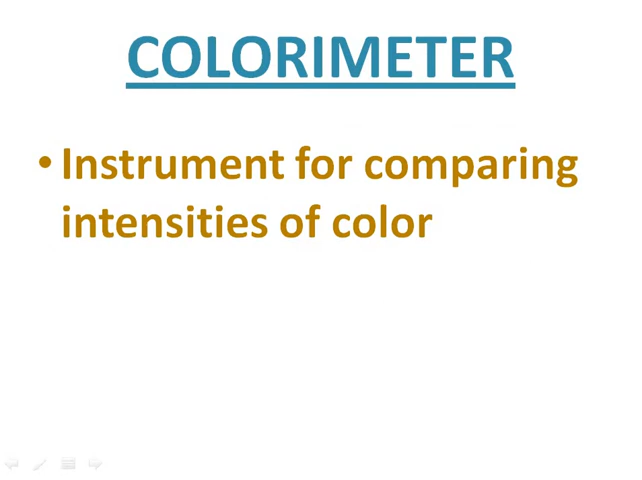 COLORIMETER
• Instrument for comparing
intensities of color